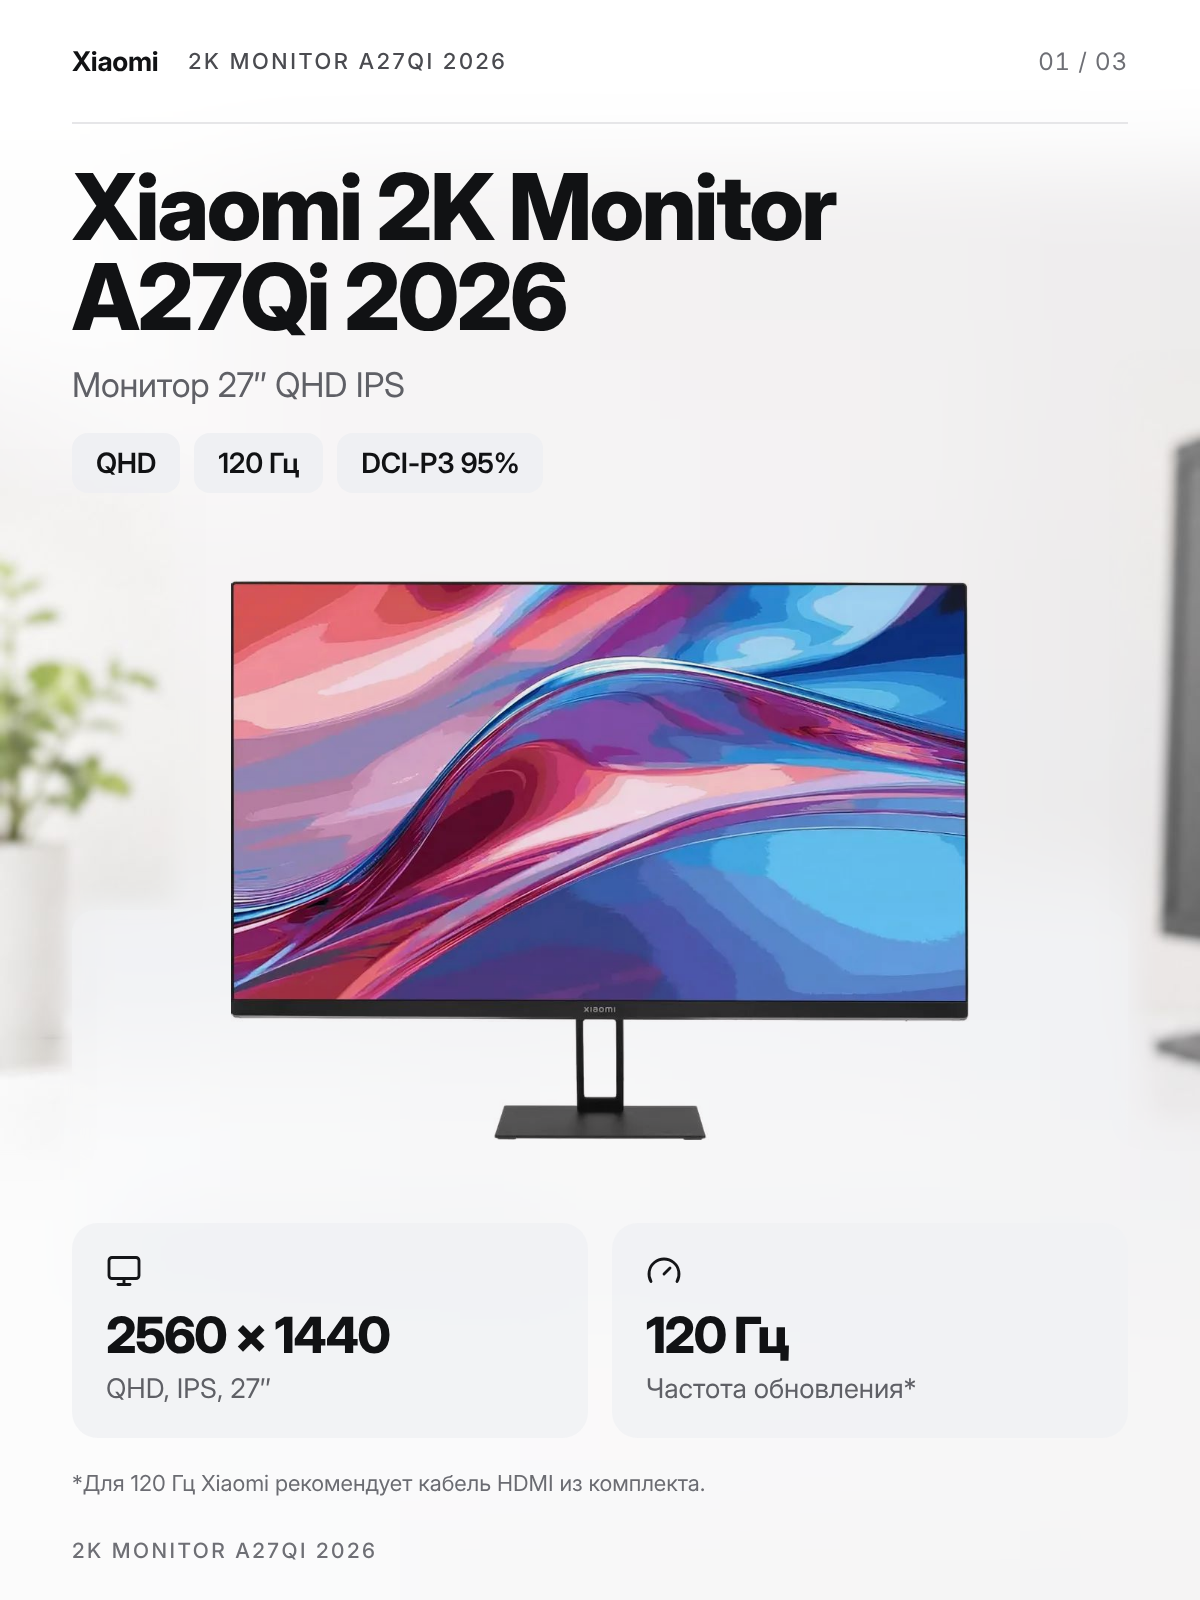 Xiaomi 2K MONITOR A27QI 2026 01 / 03
Xiaomi 2K Monitor
A27Qi 2026
Монитор 27″ QHD IPS
QHD 120 Гц DCI-P3 95%
xiaomi
2560 × 1440
QHD, IPS, 27″
120 Гц
Частота обновления*
*Для 120 Гц Xiaomi рекомендует кабель HDMI из комплекта.
2K MONITOR A27QI 2026